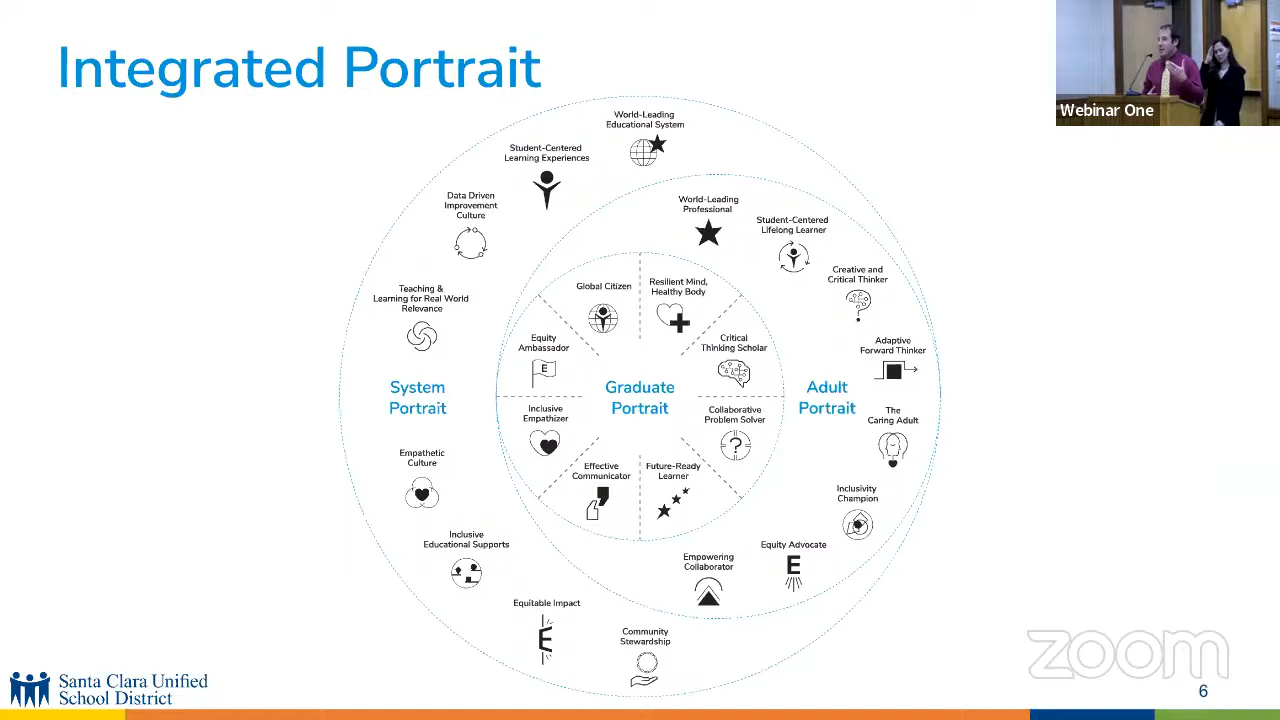 Integrated Portrait
Webinar One
World-Leading
Educational System
Student-Centered
Learning Experiences
Data Driven
Improvement
Culture
Teaching &
Learning for Real World
Relevance
System
Portrait
Empathetic
Culture
Inclusive
Educational Supports
Equitable Impact
Community
Stewardship
World-Leading
Professional
Student-Centered
Lifelong Learner
Creative and
Critical Thinker
Adaptive
Forward Thinker
Adult
Portrait
The
Caring Adult
Inclusivity
Champion
Equity Advocate
E
Empowering
Collaborator
Global Citizen
Resilient Mind,
Healthy Body
Equity
Ambassador
E
Critical
Thinking Scholar
Graduate
Portrait
Inclusive
Empathizer
Collaborative
Problem Solver
?
Effective
Communicator
Future-Ready
Learner
E
zoom
Santa Clara Unified
School District
6